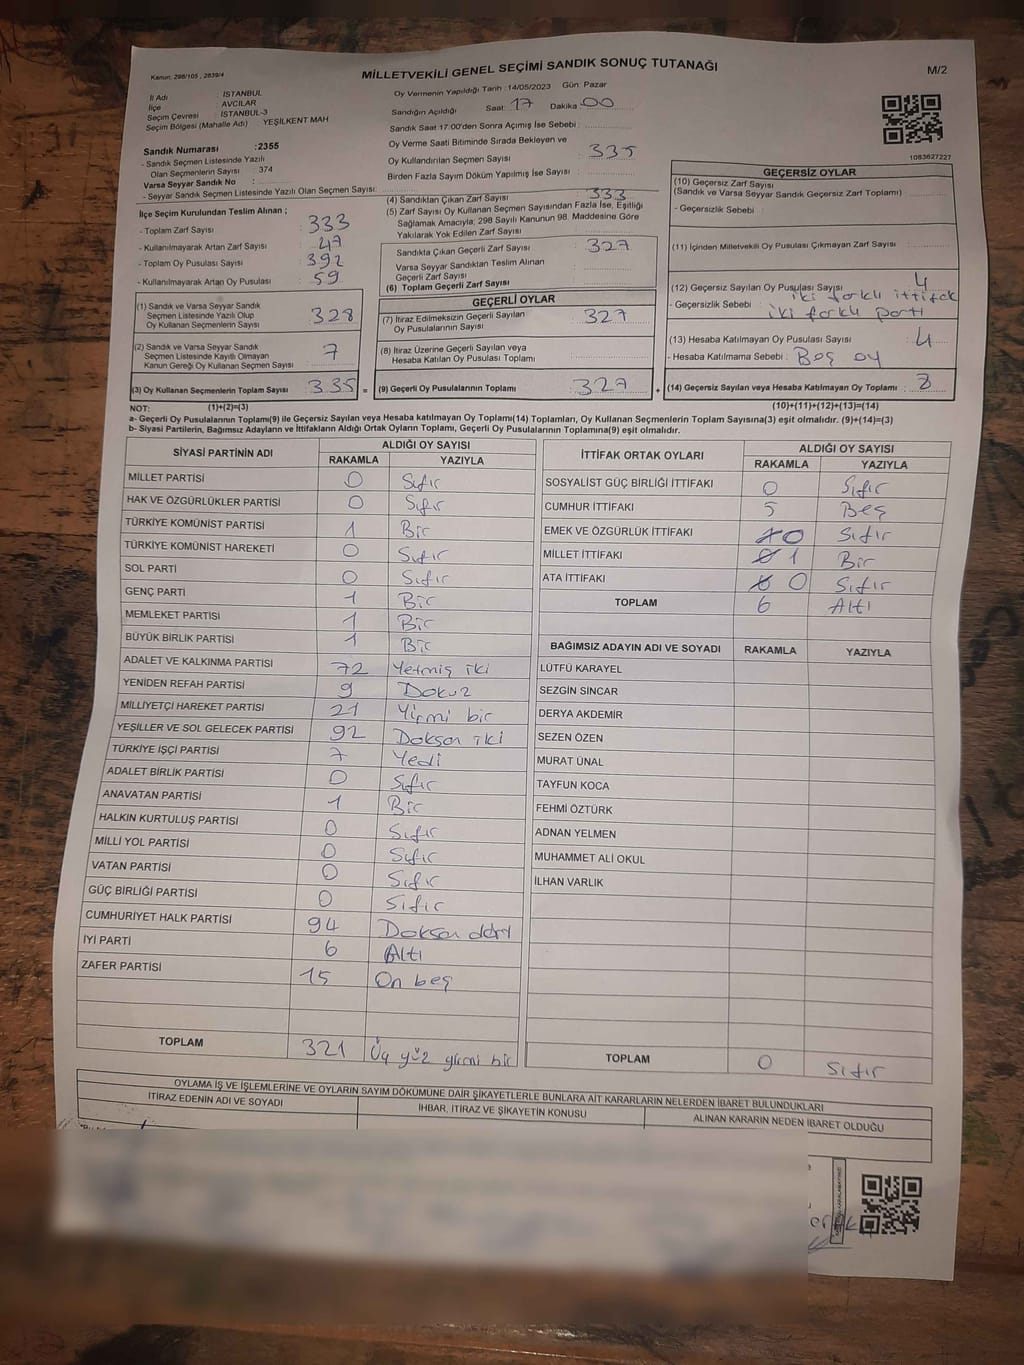 Kanun; 298/105 , 2839/4
MİLLETVEKİLİ GENEL SEÇİMİ SANDIK SONUÇ TUTANAĞI
M/2
İl Adı : İSTANBUL
İlçe : AVCILAR
Seçim Çevresi : İSTANBUL-3
Seçim Bölgesi (Mahalle Adı) : YEŞİLKENT MAH
Sandık Numarası :2355
- Sandık Seçmen Listesinde Yazılı
Olan Seçmenlerin Sayısı : 374
Varsa Seyyar Sandık No :
- Seyyar Sandık Seçmen Listesinde Yazılı Olan Seçmen Sayısı:
Oy Vermenin Yapıldığı Tarih :14/05/2023 Gün: Pazar
Sandığın Açıldığı Saat: 17 Dakika: 00
Sandık Saat 17:00'den Sonra Açımış İse Sebebi :
Oy Verme Saati Bitiminde Sırada Bekleyen ve
Oy Kullandırılan Seçmen Sayısı : 335
Birden Fazla Sayım Döküm Yapılmış İse Sayısı :
1083627227
İlçe Seçim Kurulundan Teslim Alınan ;
- Toplam Zarf Sayısı : 333
- Kullanılmayarak Artan Zarf Sayısı : 47
- Toplam Oy Pusulası Sayısı : 392
- Kullanılmayarak Artan Oy Pusulası : 59
(1) Sandık ve Varsa Seyyar Sandık
Seçmen Listesinde Yazılı Olup
Oy Kullanan Seçmenlerin Sayısı : 328
(2) Sandık ve Varsa Seyyar Sandık
Seçmen Listesinde Kayıtlı Olmayan
Kanun Gereği Oy Kullanan Seçmen Sayısı : 7
(3) Oy Kullanan Seçmenlerin Toplam Sayısı : 335 =
(4) Sandıktan Çıkan Zarf Sayısı : 333
(5) Zarf Sayısı Oy Kullanan Seçmen Sayısından Fazla İse, Eşitliği
Sağlamak Amacıyla; 298 Sayılı Kanunun 98. Maddesine Göre
Yakılarak Yok Edilen Zarf Sayısı :
Sandıkta Çıkan Geçerli Zarf Sayısı : 327
Varsa Seyyar Sandıktan Teslim Alınan
Geçerli Zarf Sayısı :
(6) Toplam Geçerli Zarf Sayısı :
GEÇERLİ OYLAR
(7) İtiraz Edilmeksizin Geçerli Sayılan
Oy Pusulalarının Sayısı : 327
(8) İtiraz Üzerine Geçerli Sayılan veya
Hesaba Katılan Oy Pusulası Toplamı :
(9) Geçerli Oy Pusulalarının Toplamı : 327 +
GEÇERSİZ OYLAR
(10) Geçersiz Zarf Sayısı
(Sandık ve Varsa Seyyar Sandık Geçersiz Zarf Toplamı) :
- Geçersizlik Sebebi :
(11) İçinden Milletvekili Oy Pusulası Çıkmayan Zarf Sayısı :
(12) Geçersiz Sayılan Oy Pusulası Sayısı : 4
- Geçersizlik Sebebi : iki farklı ittifak
iki farklı parti
(13) Hesaba Katılmayan Oy Pusulası Sayısı : 4
- Hesaba Katılmama Sebebi : Boş oy
(14) Geçersiz Sayılan veya Hesaba Katılmayan Oy Toplamı : 8
NOT: (1)+(2)=(3) (10)+(11)+(12)+(13)=(14)
a- Geçerli Oy Pusulalarının Toplamı(9) ile Geçersiz Sayılan veya Hesaba katılmayan Oy Toplamı(14) Toplamları, Oy Kullanan Seçmenlerin Toplam Sayısına(3) eşit olmalıdır. (9)+(14)=(3)
b- Siyasi Partilerin, Bağımsız Adayların ve İttifakların Aldığı Ortak Oyların Toplamı, Geçerli Oy Pusulalarının Toplamına(9) eşit olmalıdır.
SİYASİ PARTİNİN ADI ALDIĞI OY SAYISI
RAKAMLA YAZIYLA
MİLLET PARTİSİ 0 Sıfır
HAK VE ÖZGÜRLÜKLER PARTİSİ 0 Sıfır
TÜRKİYE KOMÜNİST PARTİSİ 1 Bir
TÜRKİYE KOMÜNİST HAREKETİ 0 Sıfır
SOL PARTİ 0 Sıfır
GENÇ PARTİ 1 Bir
MEMLEKET PARTİSİ 1 Bir
BÜYÜK BİRLİK PARTİSİ 1 Bir
ADALET VE KALKINMA PARTİSİ 72 Yetmiş iki
YENİDEN REFAH PARTİSİ 9 Dokuz
MİLLİYETÇİ HAREKET PARTİSİ 21 Yirmi bir
YEŞİLLER VE SOL GELECEK PARTİSİ 92 Doksan iki
TÜRKİYE İŞÇİ PARTİSİ 7 Yedi
ADALET BİRLİK PARTİSİ 0 Sıfır
ANAVATAN PARTİSİ 1 Bir
HALKIN KURTULUŞ PARTİSİ 0 Sıfır
MİLLİ YOL PARTİSİ 0 Sıfır
VATAN PARTİSİ 0 Sıfır
GÜÇ BİRLİĞİ PARTİSİ 0 Sıfır
CUMHURİYET HALK PARTİSİ 94 Doksan dört
İYİ PARTİ 6 Altı
ZAFER PARTİSİ 15 On beş
TOPLAM 321 Üç yüz yirmi bir
İTTİFAK ORTAK OYLARI ALDIĞI OY SAYISI
RAKAMLA YAZIYLA
SOSYALİST GÜÇ BİRLİĞİ İTTİFAKI 0 Sıfır
CUMHUR İTTİFAKI 5 Beş
EMEK VE ÖZGÜRLÜK İTTİFAKI 0 Sıfır
MİLLET İTTİFAKI 1 Bir
ATA İTTİFAKI 0 Sıfır
TOPLAM 6 Altı
BAĞIMSIZ ADAYIN ADI VE SOYADI RAKAMLA YAZIYLA
LÜTFÜ KARAYEL
SEZGİN SİNCAR
DERYA AKDEMİR
SEZEN ÖZEN
MURAT ÜNAL
TAYFUN KOCA
FEHMİ ÖZTÜRK
ADNAN YELMEN
MUHAMMET ALİ OKUL
İLHAN VARLIK
TOPLAM 0 Sıfır
OYLAMA İŞ VE İŞLEMLERİNE VE OYLARIN SAYIM DÖKÜMÜNE DAİR ŞİKAYETLERLE BUNLARA AİT KARARLARIN NELERDEN İBARET BULUNDUKLARI
İTİRAZ EDENİN ADI VE SOYADI İHBAR, İTİRAZ VE ŞİKAYETİN KONUSU ALINAN KARARIN NEDEN İBARET OLDUĞU